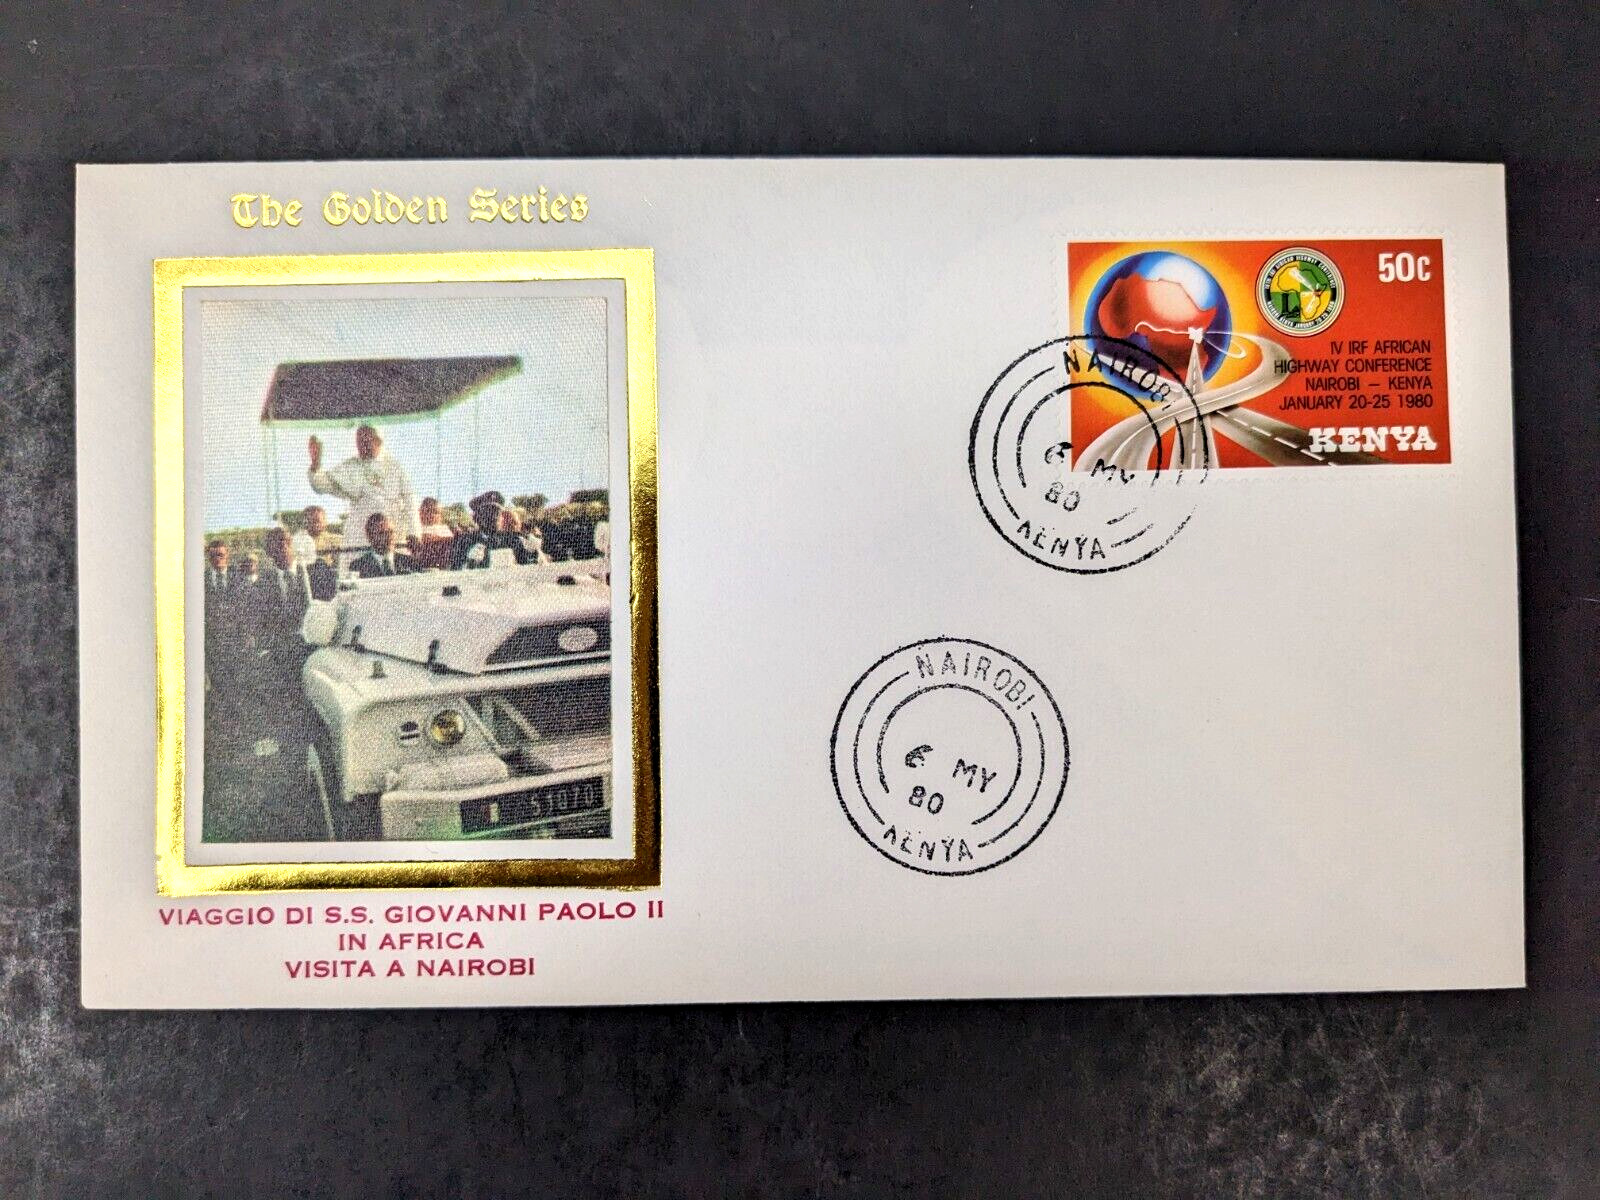 The Golden Series
50c
IV IRF AFRICAN
HIGHWAY CONFERENCE
NAIROBI – KENYA
JANUARY 20-25 1980
KENYA
NAIROBI
6 MY
80
KENYA
NAIROBI
6 MY
80
KENYA
VIAGGIO DI S.S. GIOVANNI PAOLO II
IN AFRICA
VISITA A NAIROBI